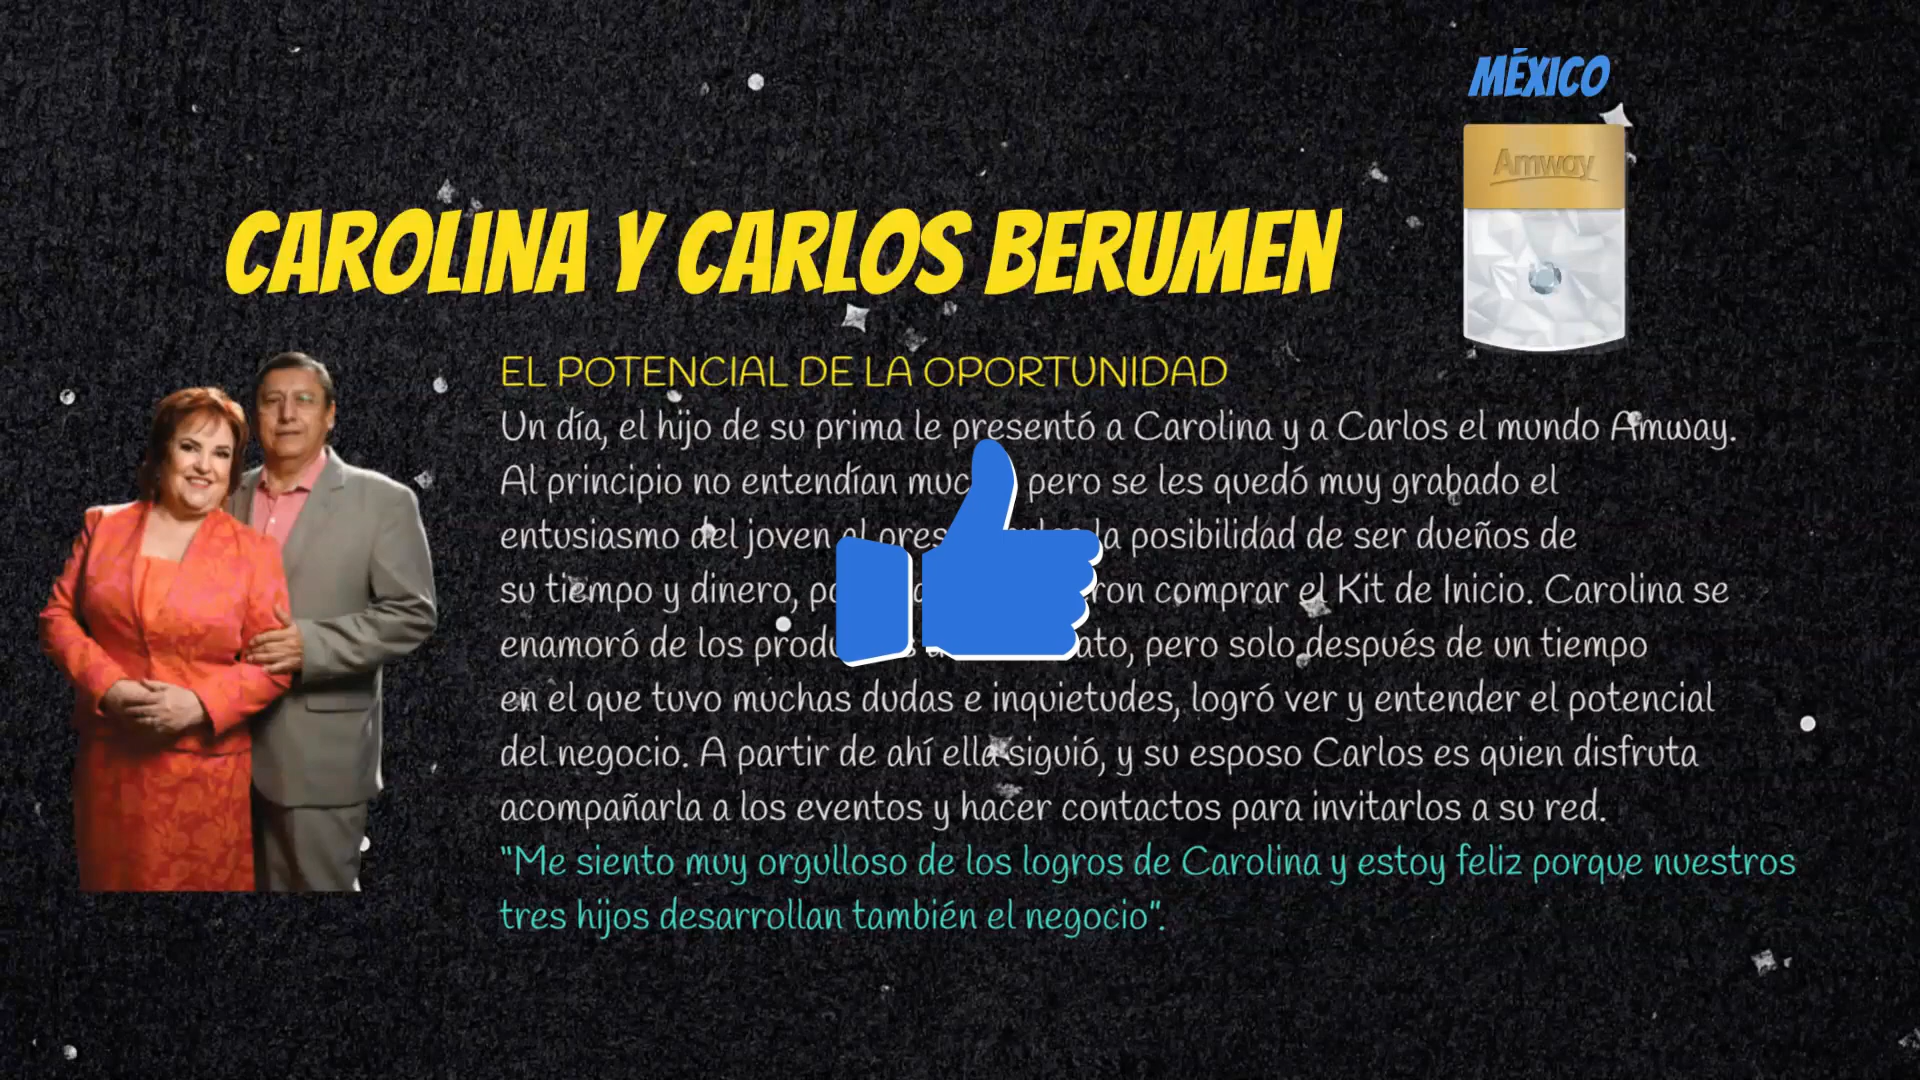 MÉXICO
Amway
CAROLINA Y CARLOS BERUMEN
EL POTENCIAL DE LA OPORTUNIDAD
Un día, el hijo de su prima le presentó a Carolina y a Carlos el mundo Amway.
Al principio no entendían pero se les quedó muy grabado el
entusiasmo del joven al la posibilidad de ser dueños de
su tiempo y dinero, comprar el Kit de Inicio. Carolina se
enamoró de los pero solo después de un tiempo
en el que tuvo muchas dudas e inquietudes, logró ver y entender el potencial
del negocio. A partir de ahí ella siguió, y su esposo Carlos es quien disfruta
acompañarla a los eventos y hacer contactos para invitarlos a su red.
"Me siento muy orgulloso de los logros de Carolina y estoy feliz porque nuestros
tres hijos desarrollan también el negocio".